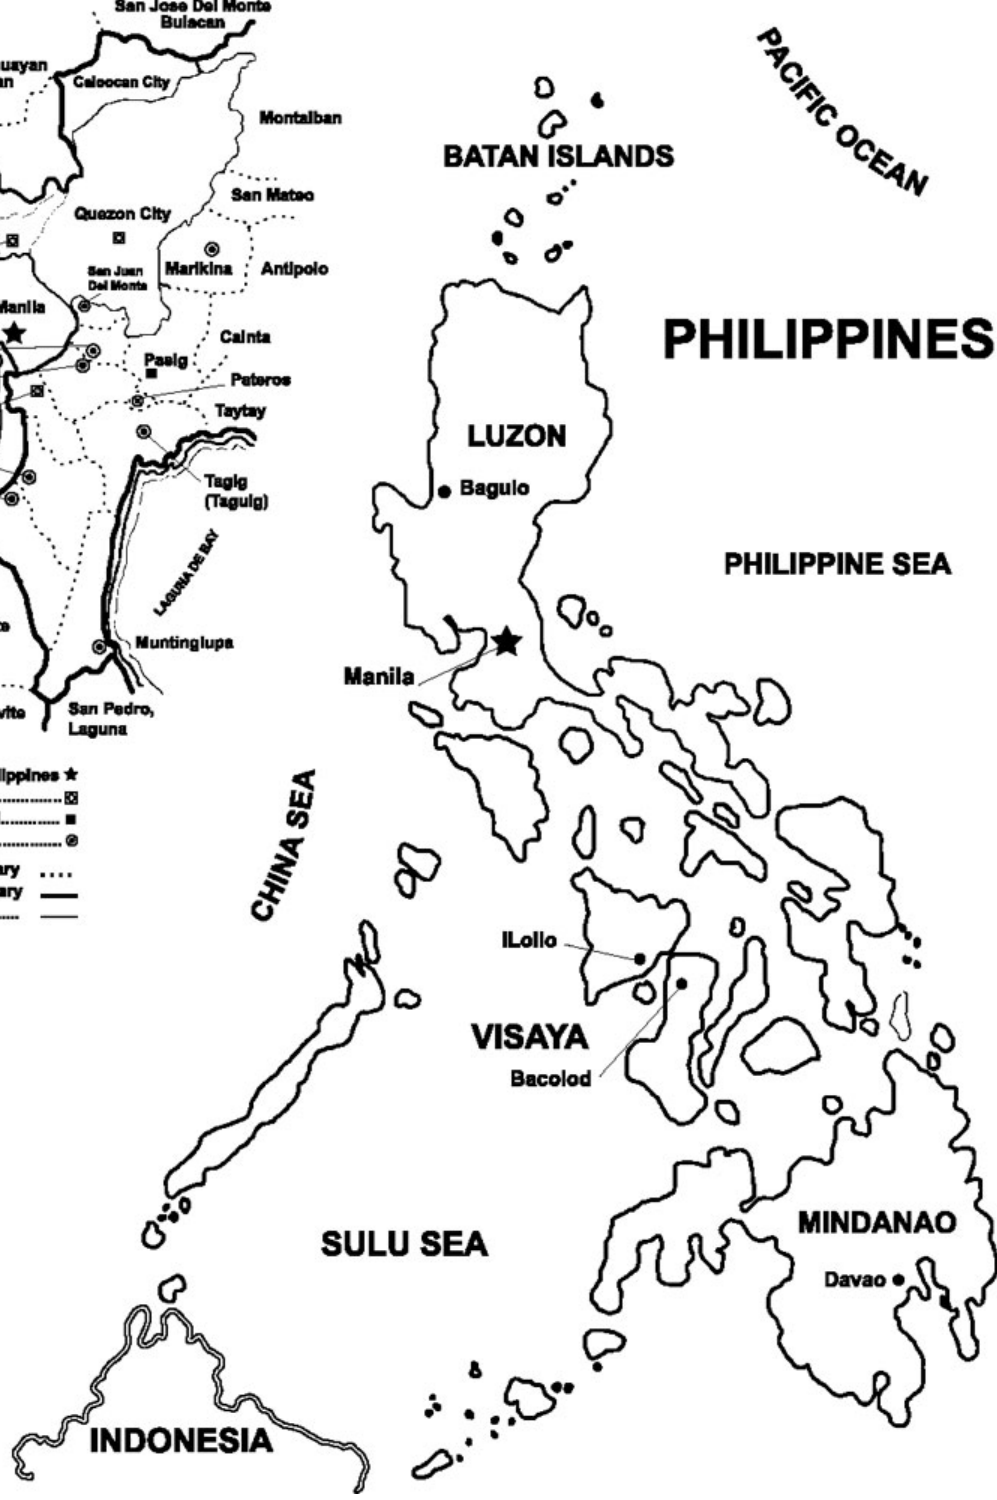 San Jose Del Monte
Bulacan
Caloocan City
Montalban
San Mateo
Quezon City
San Juan
Del Monte
Marikina
Antipolo
Manila
Cainta
Pasig
Pateros
Taytay
Tagig
(Taguig)
LAGUNA DE BAY
Muntinglupa
San Pedro,
Laguna
PACIFIC OCEAN
BATAN ISLANDS
PHILIPPINES
LUZON
Baguio
PHILIPPINE SEA
Manila
CHINA SEA
ILoilo
VISAYA
Bacolod
SULU SEA
MINDANAO
Davao
INDONESIA